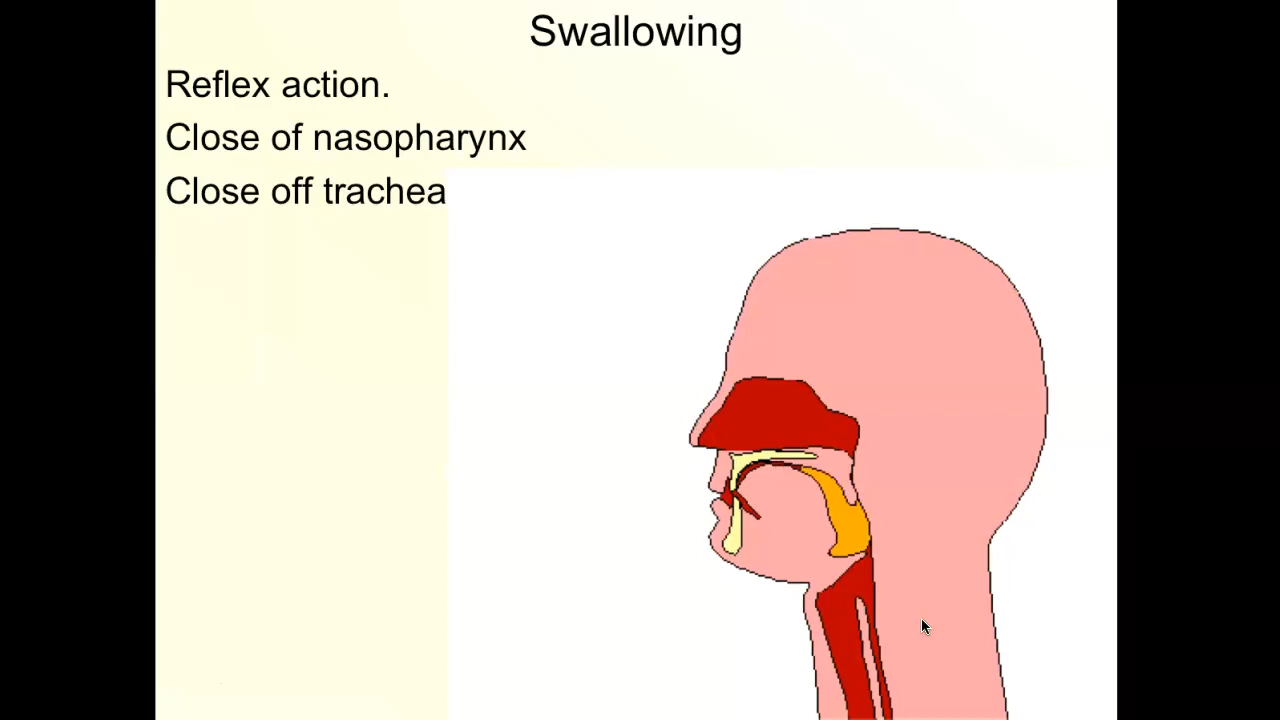 Swallowing
Reflex action.
Close of nasopharynx
Close off trachea